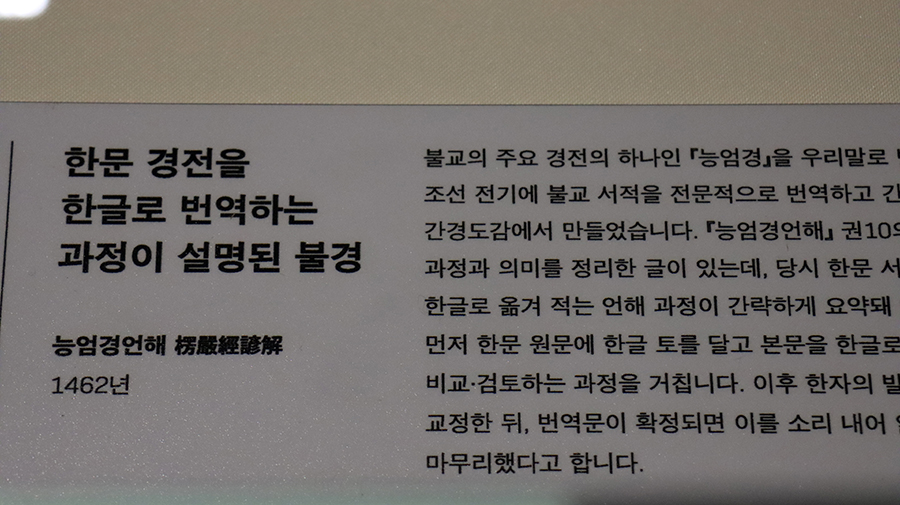 한문 경전을
한글로 번역하는
과정이 설명된 불경
능엄경언해 楞嚴經諺解
1462년
불교의 주요 경전의 하나인 『능엄경』을 우리말로
조선 전기에 불교 서적을 전문적으로 번역하고
간경도감에서 만들었습니다. 『능엄경언해』 권10의
과정과 의미를 정리한 글이 있는데, 당시 한문
한글로 옮겨 적는 언해 과정이 간략하게 요약돼
먼저 한문 원문에 한글 토를 달고 본문을 한글로
비교·검토하는 과정을 거칩니다. 이후 한자의
교정한 뒤, 번역문이 확정되면 이를 소리 내어
마무리했다고 합니다.